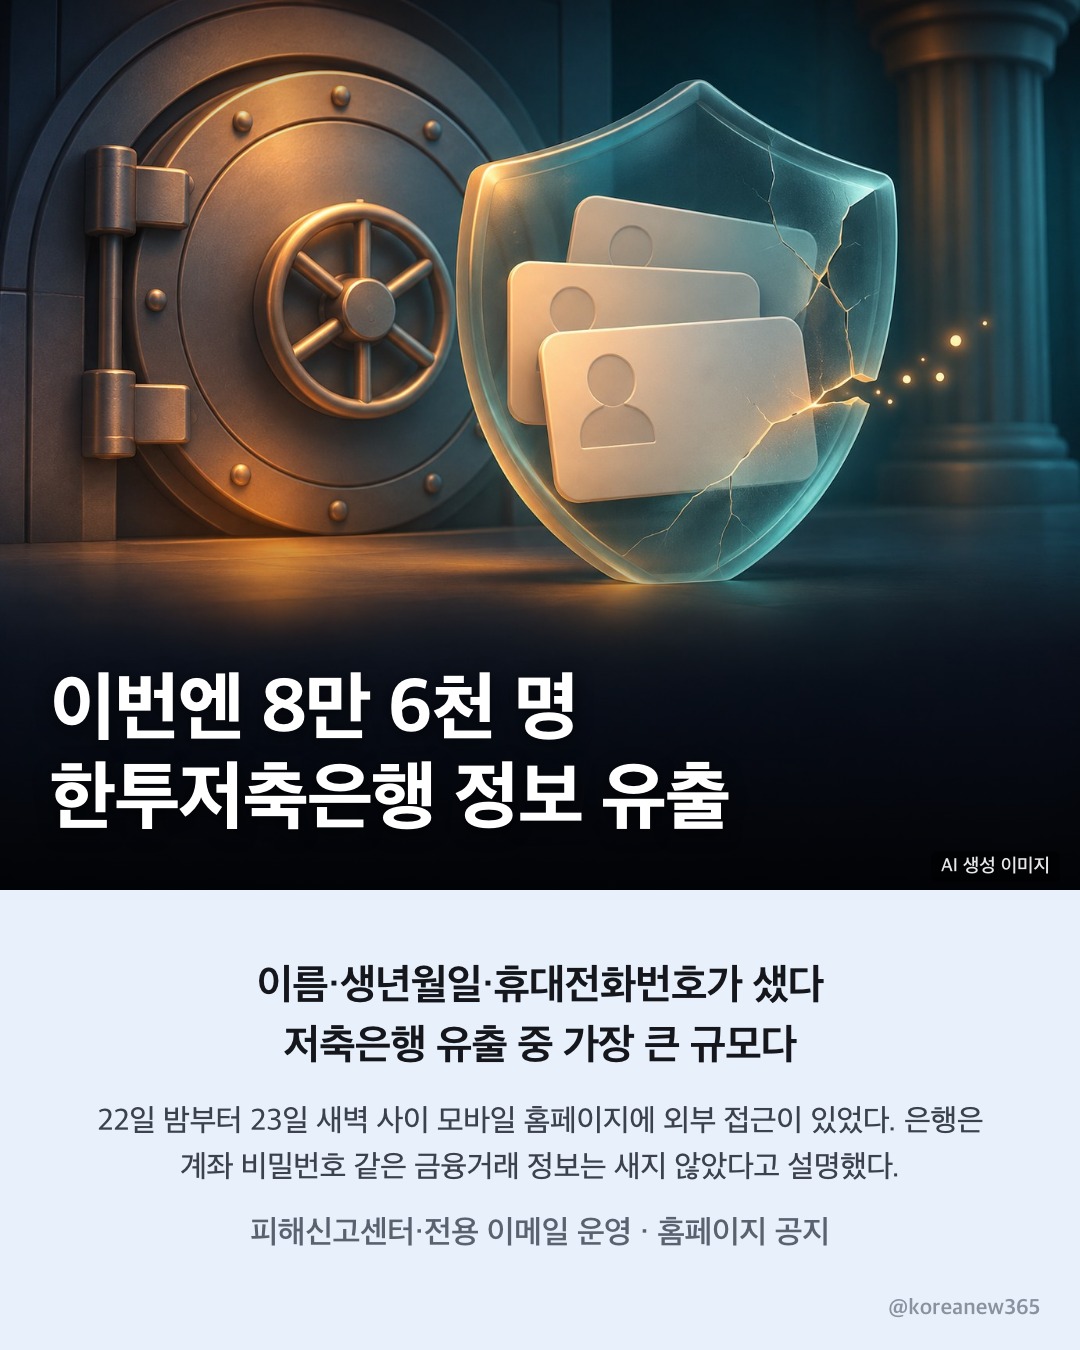 이번엔 8만 6천 명
한투저축은행 정보 유출
AI 생성 이미지
이름·생년월일·휴대전화번호가 샜다
저축은행 유출 중 가장 큰 규모다
22일 밤부터 23일 새벽 사이 모바일 홈페이지에 외부 접근이 있었다. 은행은
계좌 비밀번호 같은 금융거래 정보는 새지 않았다고 설명했다.
피해신고센터·전용 이메일 운영 · 홈페이지 공지
@koreanew365